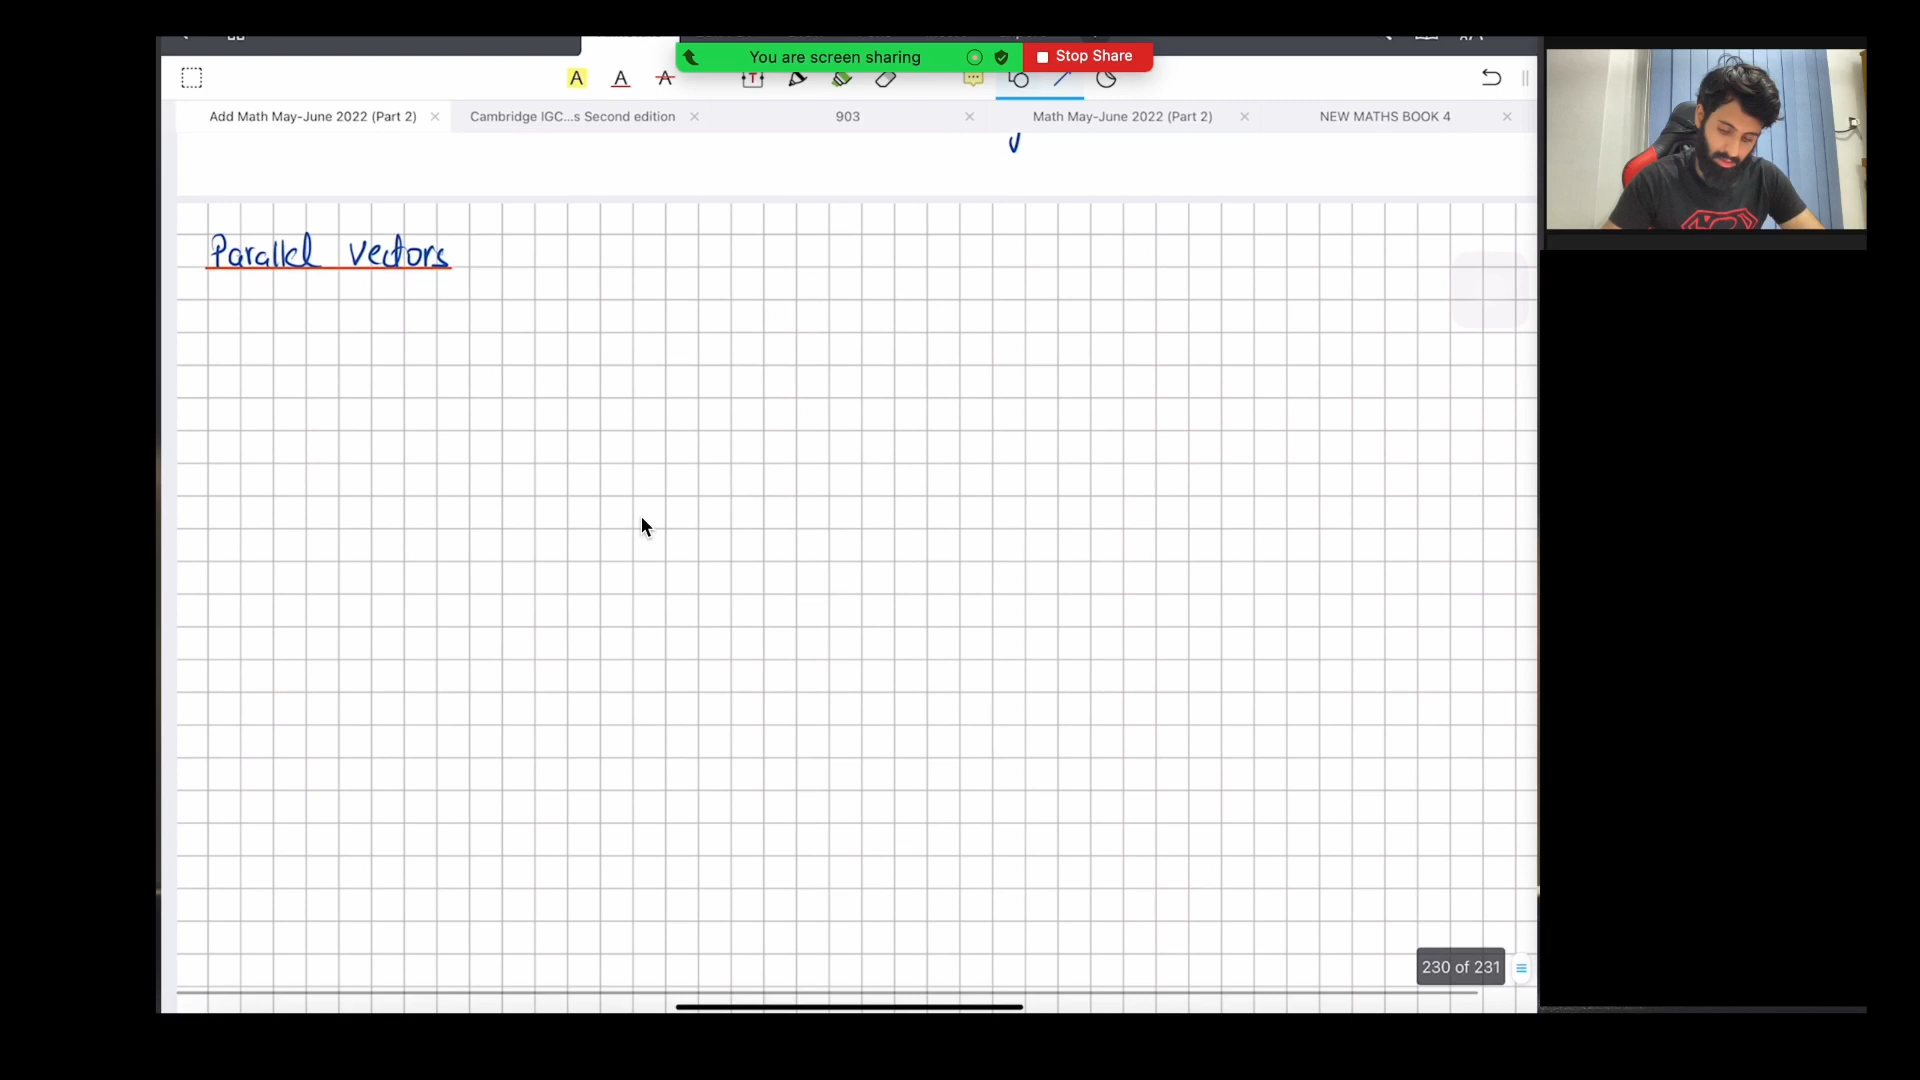 You are screen sharing
Stop Share
A A A T
Add Math May-June 2022 (Part 2)
Cambridge IGC...s Second edition
903
Math May-June 2022 (Part 2)
NEW MATHS BOOK 4
Parallel vectors
230 of 231